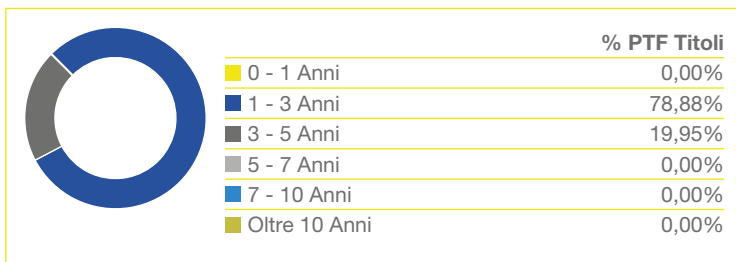 % PTF Titoli
0 - 1 Anni 0,00%
1 - 3 Anni 78,88%
3 - 5 Anni 19,95%
5 - 7 Anni 0,00%
7 - 10 Anni 0,00%
Oltre 10 Anni 0,00%